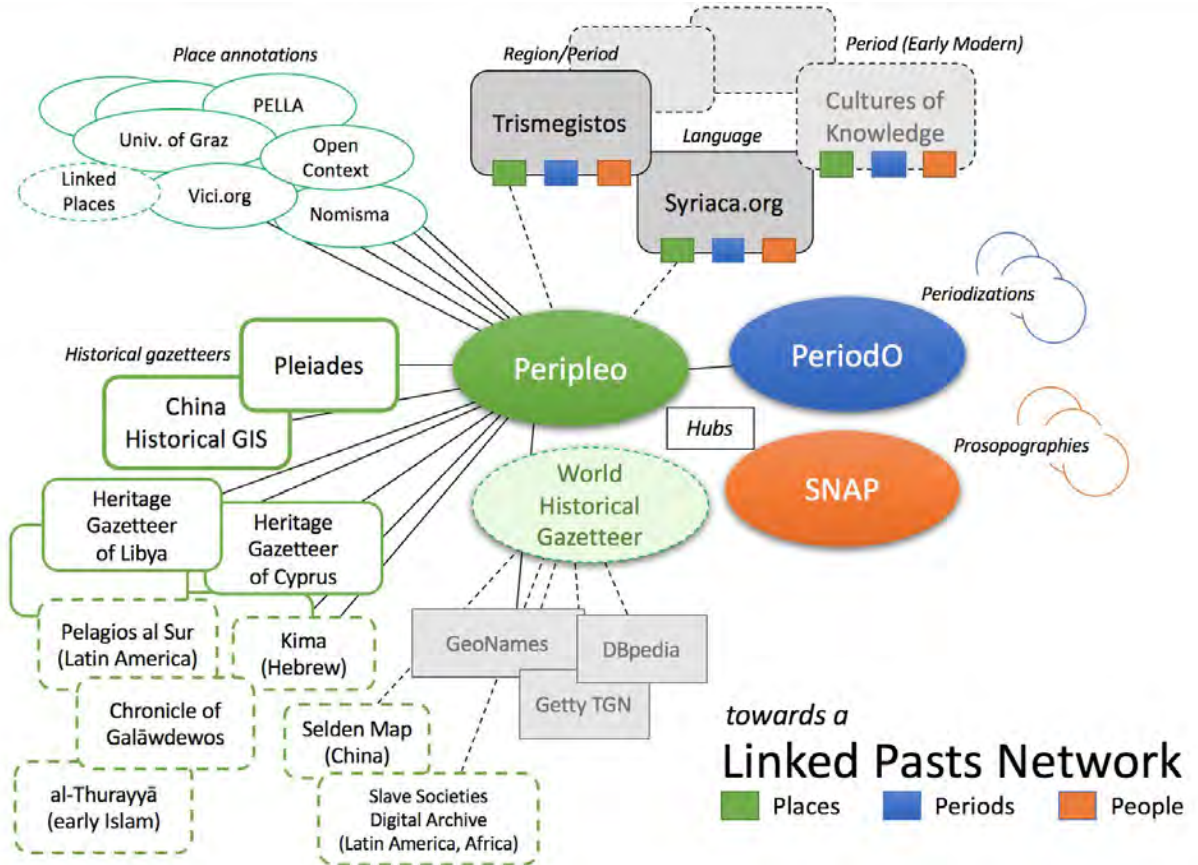 Place annotations
PELLA
Univ. of Graz
Open
Context
Linked
Places
Vici.org
Nomisma
Region/Period
Period (Early Modern)
Trismegistos
Cultures of
Knowledge
Language
Syriaca.org
Periodizations
Historical gazetteers
Pleiades
Peripleo
PeriodO
China
Historical GIS
Hubs
Prosopographies
World
Historical
Gazetteer
SNAP
Heritage
Gazetteer
of Libya
Heritage
Gazetteer
of Cyprus
Pelagios al Sur
(Latin America)
Kima
(Hebrew)
GeoNames
DBpedia
Getty TGN
Chronicle of
Galāwdewos
Selden Map
(China)
al-Thurayyā
(early Islam)
Slave Societies
Digital Archive
(Latin America, Africa)
towards a
Linked Pasts Network
Places
Periods
People